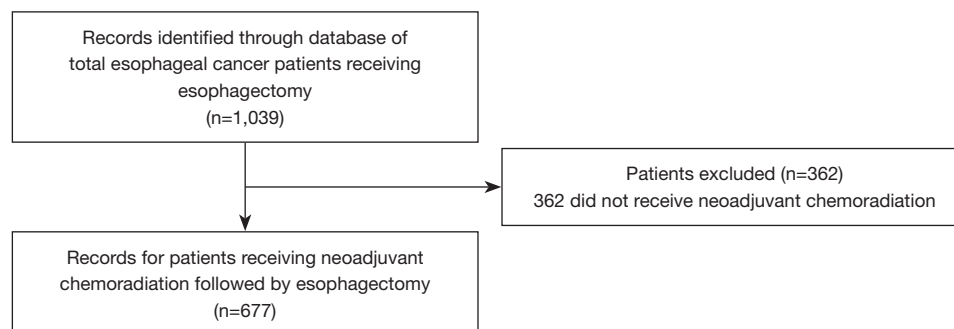 Records identified through database of
total esophageal cancer patients receiving
esophagectomy
(n=1,039)
Patients excluded (n=362)
362 did not receive neoadjuvant chemoradiation
Records for patients receiving neoadjuvant
chemoradiation followed by esophagectomy
(n=677)